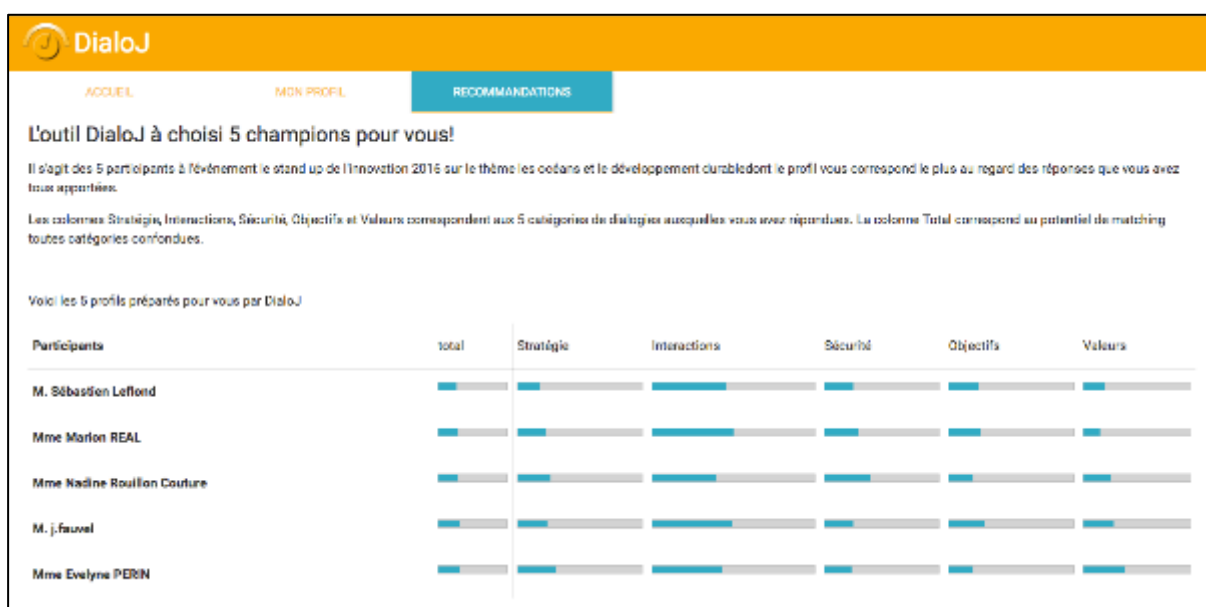 DialoJ
ACCUEIL MON PROFIL RECOMMANDATIONS
L'outil DialoJ à choisi 5 champions pour vous!
Il s'agit des 5 participants à l'événement le stand up de l'innovation 2016 sur le thème les océans et le développement durabledont le profil vous correspond le plus au regard des réponses que vous avez
tous apportées.
Les colonnes Stratégie, Interactions, Sécurité, Objectifs et Valeurs correspondent aux 5 catégories de dialogies auxquelles vous avez répondues. La colonne Total correspond au potentiel de matching
toutes catégories confondues.
Voici les 5 profils préparés pour vous par DialoJ
Participants total Stratégie Interactions Sécurité Objectifs Valeurs
M. Sébastien Leflond
Mme Marion REAL
Mme Nadine Rouillon Couture
M. j.fauvel
Mme Evelyne PERIN